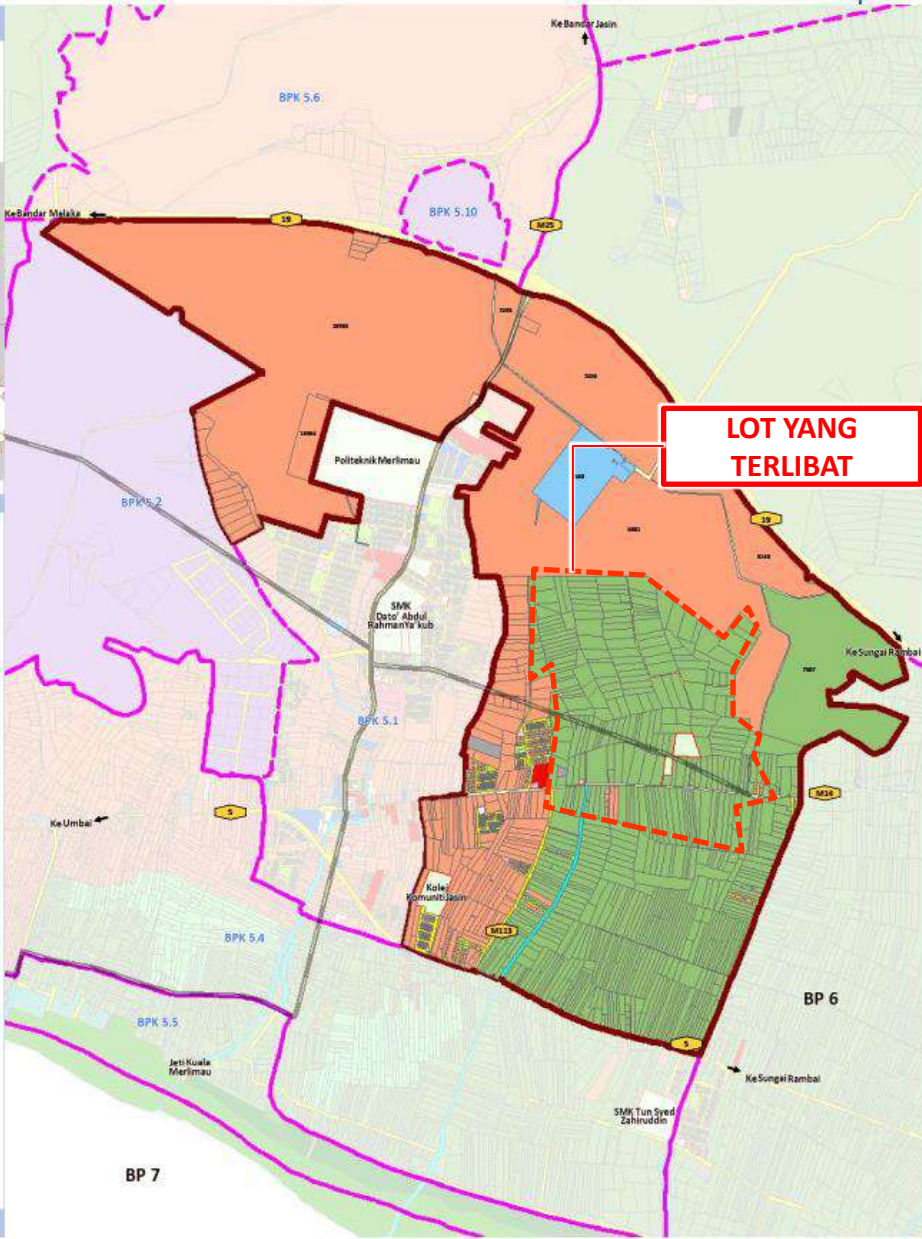 Ke Bandar Jasin
BPK 5.6
BPK 5.10
Ke Bandar Melaka
19
M25
LOT YANG
TERLIBAT
Politeknik Merlimau
BPK 5.2
19
SMK
Dato' Abdul
Rahman Ya'kub
Ke Sungai Rambai
BPK 5.1
M16
5
Ke Umbai
Kolej
Komuniti Jasin
M123
BPK 5.4
BP 6
BPK 5.5
5
Jeti Kuala
Merlimau
Ke Sungai Rambai
SMK Tun Syed
Zahiruddin
BP 7